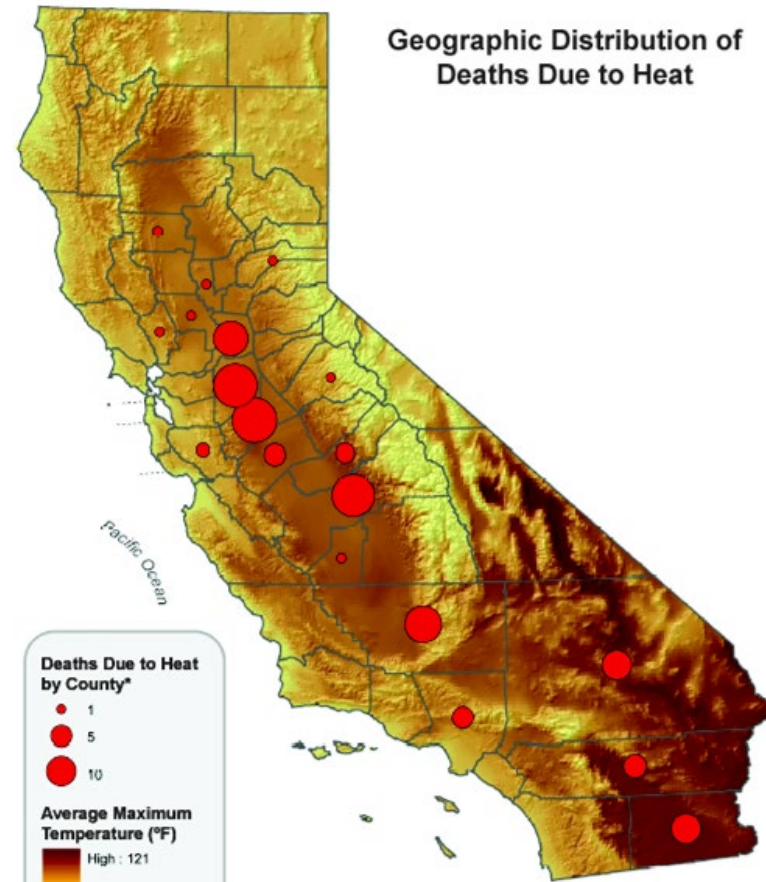 Geographic Distribution of
Deaths Due to Heat
Pacific Ocean
Deaths Due to Heat
by County*
1
5
10
Average Maximum
Temperature (ºF)
High : 121